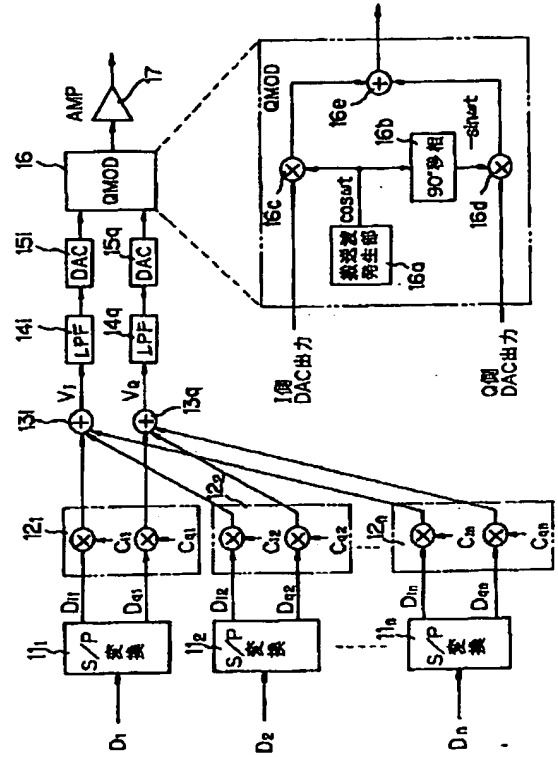 D₁
11₁
S/P
変換
Di1
Dq1
12₁
Ci1
Cq1
13i
VI
13q
VQ
14i
LPF
14q
LPF
15i
DAC
15q
DAC
16
QMOD
AMP
17
D₂
11₂
S/P
変換
Di2
Dq2
12₂
Ci2
Cq2
Dn
11n
S/P
変換
Din
Dqn
12n
Cin
Cqn
QMOD
I側
DAC出力
16c
16e
cosωt
搬送波
発生部
16a
16b
90°移相
-sinωt
16d
Q側
DAC出力